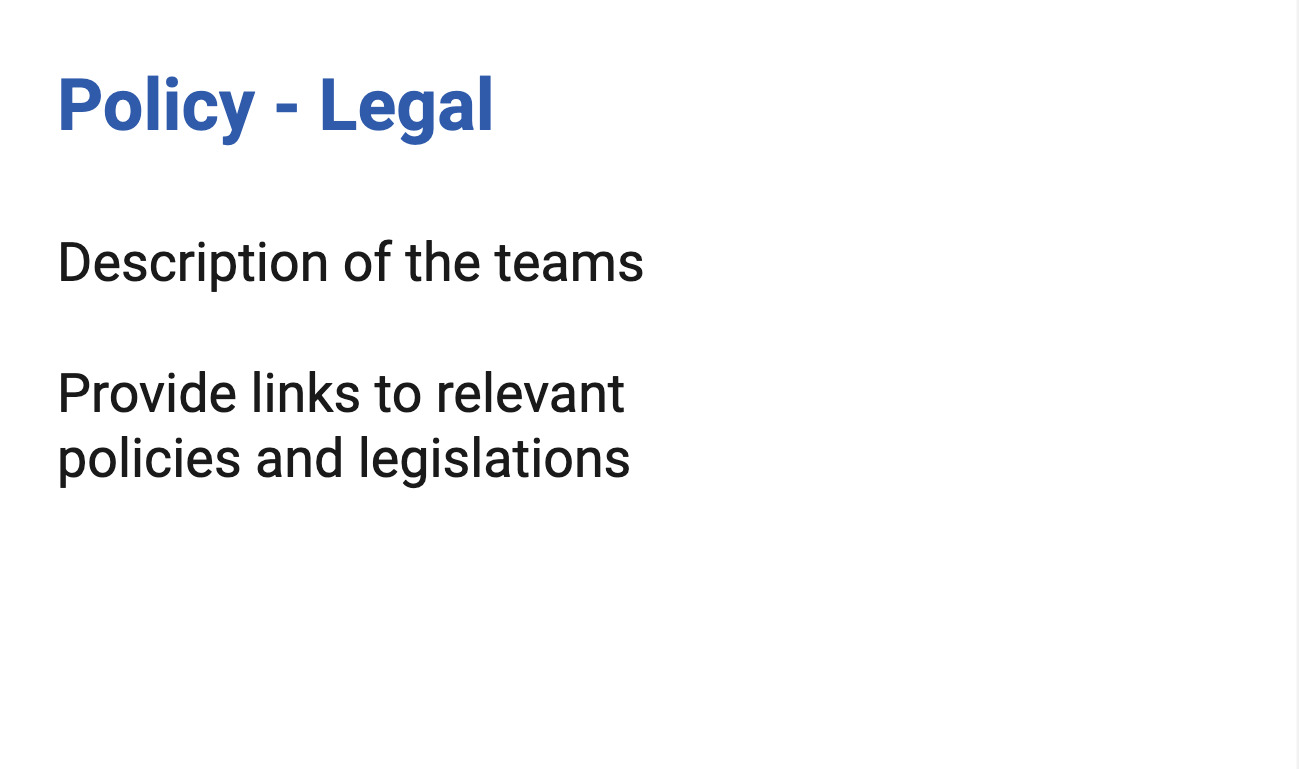 Policy - Legal
Description of the teams
Provide links to relevant
policies and legislations